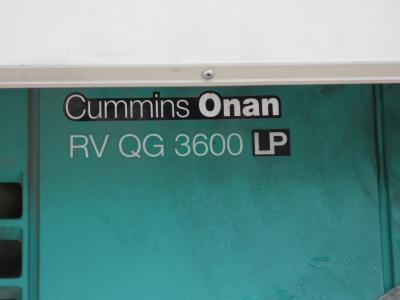 Cummins Onan
RV QG 3600 LP